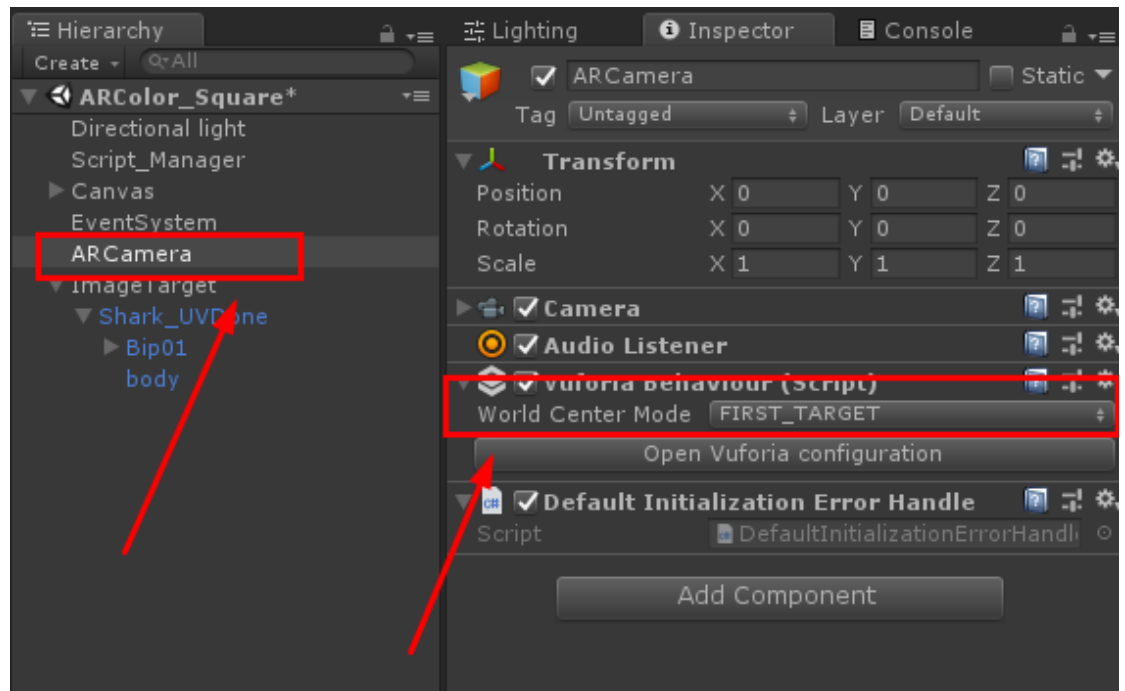 Hierarchy
Create All
ARColor_Square*
Directional light
Script_Manager
Canvas
EventSystem
ARCamera
ImageTarget
Shark_UVDone
Bip01
body
Lighting Inspector Console
ARCamera Static
Tag Untagged Layer Default
Transform
Position X 0 Y 0 Z 0
Rotation X 0 Y 0 Z 0
Scale X 1 Y 1 Z 1
Camera
Audio Listener
Vuforia Behaviour (Script)
World Center Mode FIRST_TARGET
Open Vuforia configuration
c# Default Initialization Error Handle
Script DefaultInitializationErrorHandl
Add Component